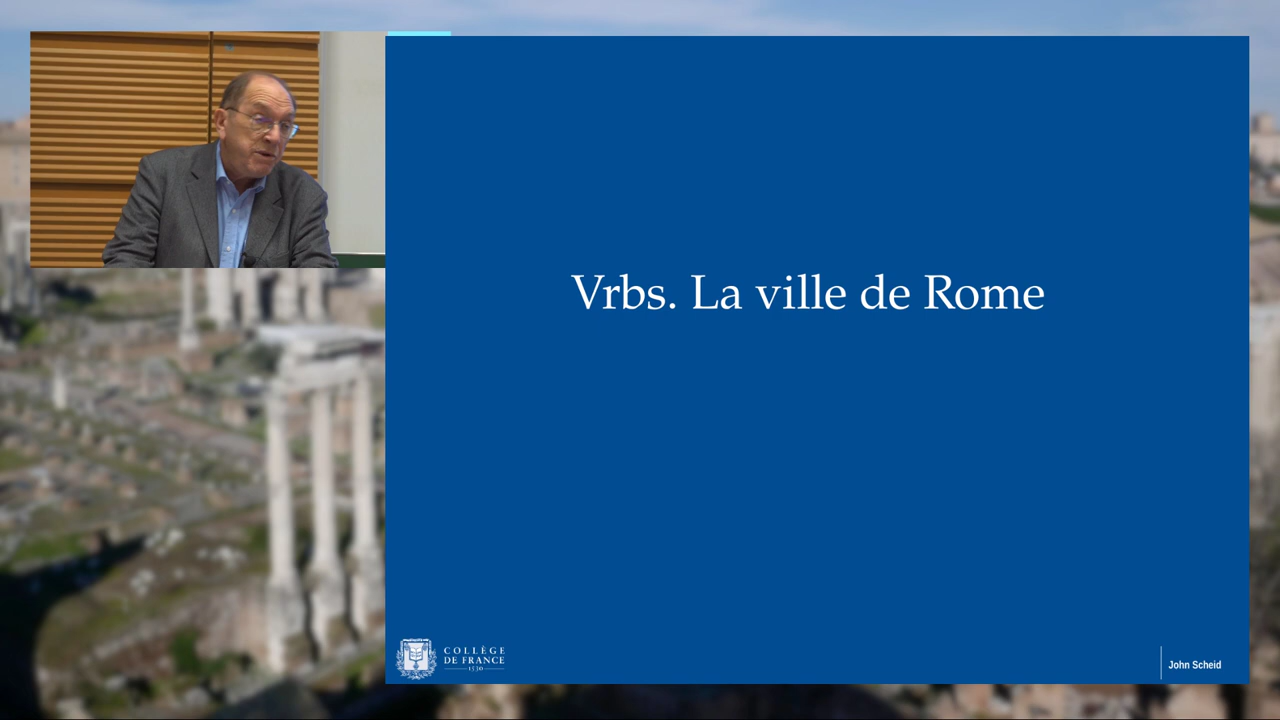 Vrbs. La ville de Rome
COLLÈGE
DE FRANCE
1530
John Scheid